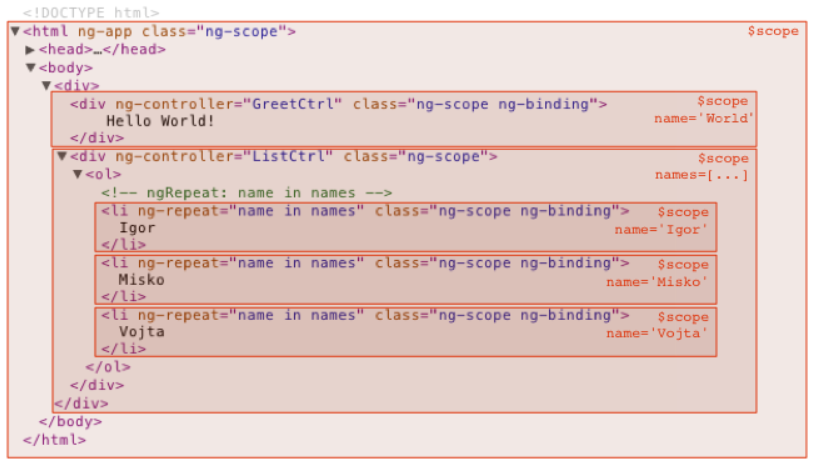 <!DOCTYPE html>
▼<html ng-app class="ng-scope"> $scope
▶<head>…</head>
▼<body>
▼<div>
<div ng-controller="GreetCtrl" class="ng-scope ng-binding"> $scope
Hello World! name='World'
</div>
▼<div ng-controller="ListCtrl" class="ng-scope"> $scope
▼<ol> names=[...]
<!-- ngRepeat: name in names -->
<li ng-repeat="name in names" class="ng-scope ng-binding"> $scope
Igor name='Igor'
</li>
<li ng-repeat="name in names" class="ng-scope ng-binding"> $scope
Misko name='Misko'
</li>
<li ng-repeat="name in names" class="ng-scope ng-binding"> $scope
Vojta name='Vojta'
</li>
</ol>
</div>
</div>
</body>
</html>